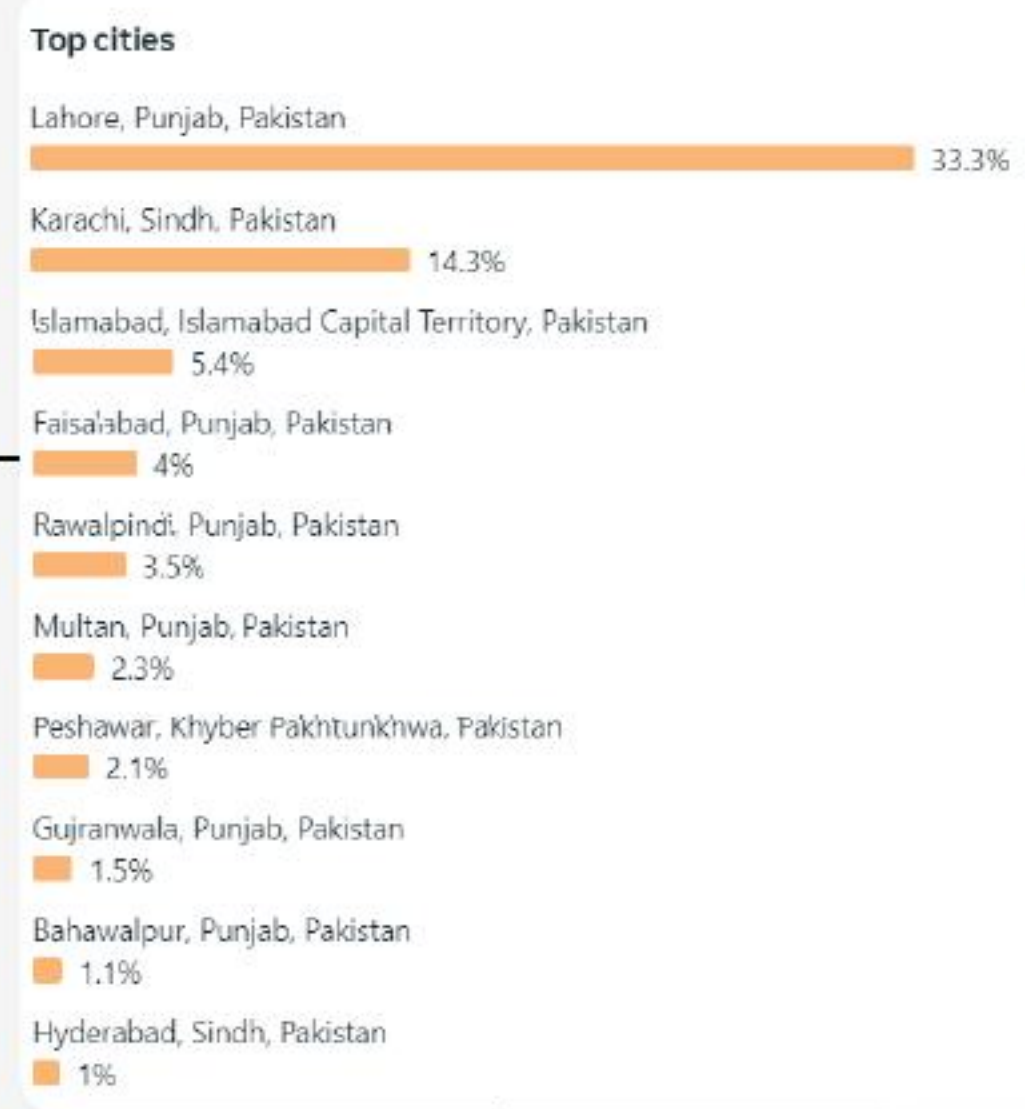 Top cities
Lahore, Punjab, Pakistan
33.3%
Karachi, Sindh, Pakistan
14.3%
Islamabad, Islamabad Capital Territory, Pakistan
5.4%
Faisalabad, Punjab, Pakistan
4%
Rawalpindi, Punjab, Pakistan
3.5%
Multan, Punjab, Pakistan
2.3%
Peshawar, Khyber Pakhtunkhwa, Pakistan
2.1%
Gujranwala, Punjab, Pakistan
1.5%
Bahawalpur, Punjab, Pakistan
1.1%
Hyderabad, Sindh, Pakistan
1%